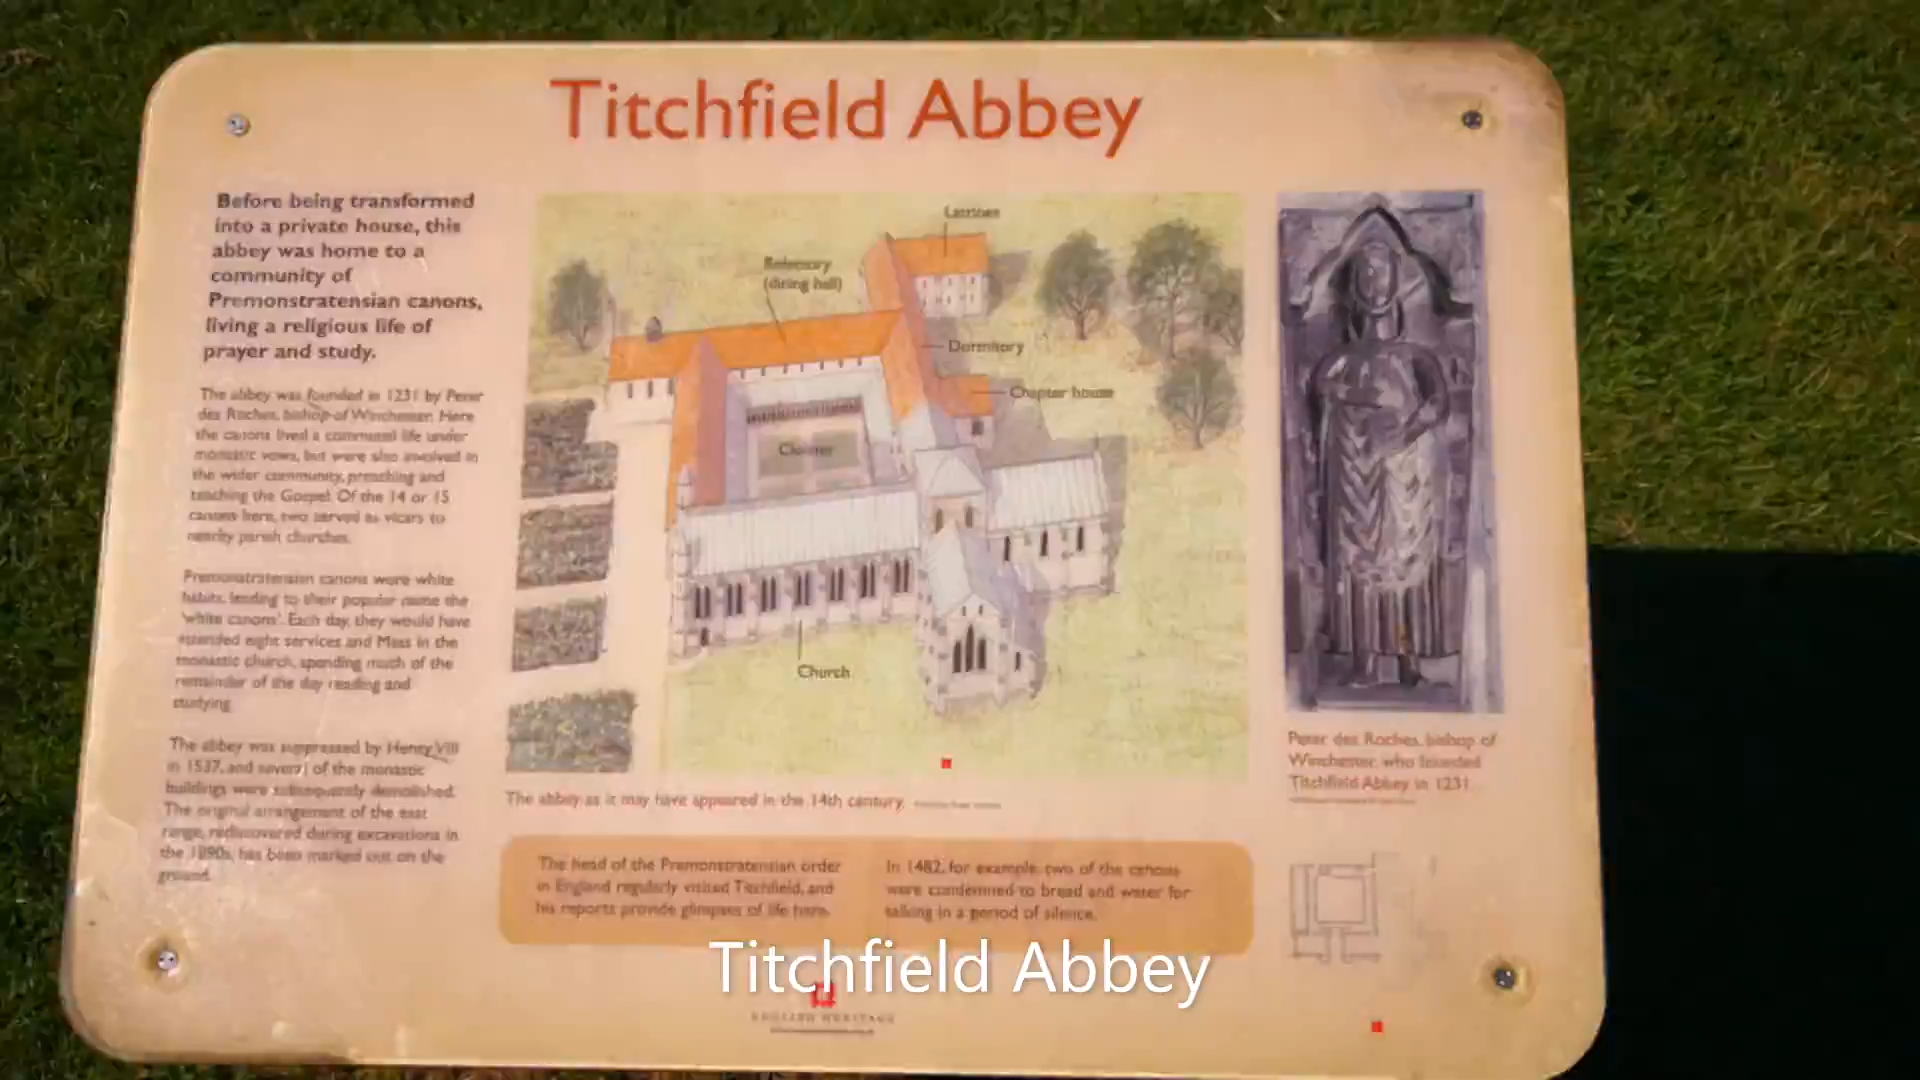 Titchfield Abbey
Before being transformed
into a private house, this
abbey was home to a
community of
Premonstratensian canons,
living a religious life of
prayer and study.
The abbey was founded in 1231 by Peter
des Roches, bishop of Winchester. Here
the canons lived a communal life under
monastic vows, but were also involved in
the wider community, preaching and
teaching the Gospel. Of the 14 or 15
canons here, two served as vicars to
nearby parish churches.
Premonstratensian canons wore white
habits, leading to their popular name the
'white canons'. Each day, they would have
attended eight services and Mass in the
monastic church, spending much of the
remainder of the day reading and
studying.
The abbey was suppressed by Henry VIII
in 1537, and several of the monastic
buildings were subsequently demolished.
The original arrangement of the east
range, rediscovered during excavations in
the 1890s, has been marked out on the
ground.
Latrines
Refectory
(dining hall)
Dormitory
Chapter house
Cloister
Church
The abbey as it may have appeared in the 14th century.
Peter des Roches, bishop of
Winchester, who founded
Titchfield Abbey in 1231.
The head of the Premonstratensian order
in England regularly visited Titchfield, and
his reports provide glimpses of life here.
In 1482, for example, two of the canons
were condemned to bread and water for
talking in a period of silence.
Titchfield Abbey
ENGLISH HERITAGE